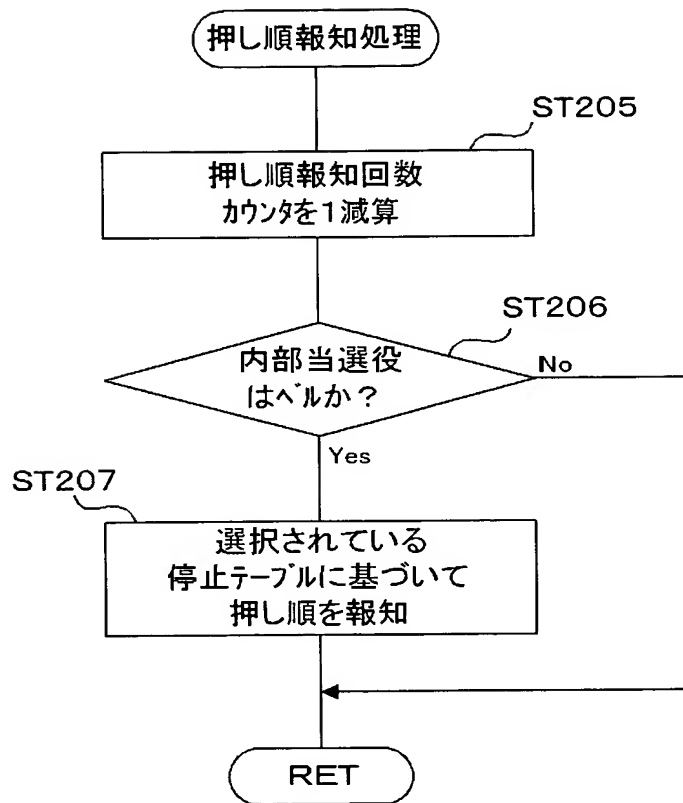 押し順報知処理
ST205
押し順報知回数
カウンタを1減算
ST206
内部当選役
はベルか?
No
Yes
ST207
選択されている
停止テーブルに基づいて
押し順を報知
RET